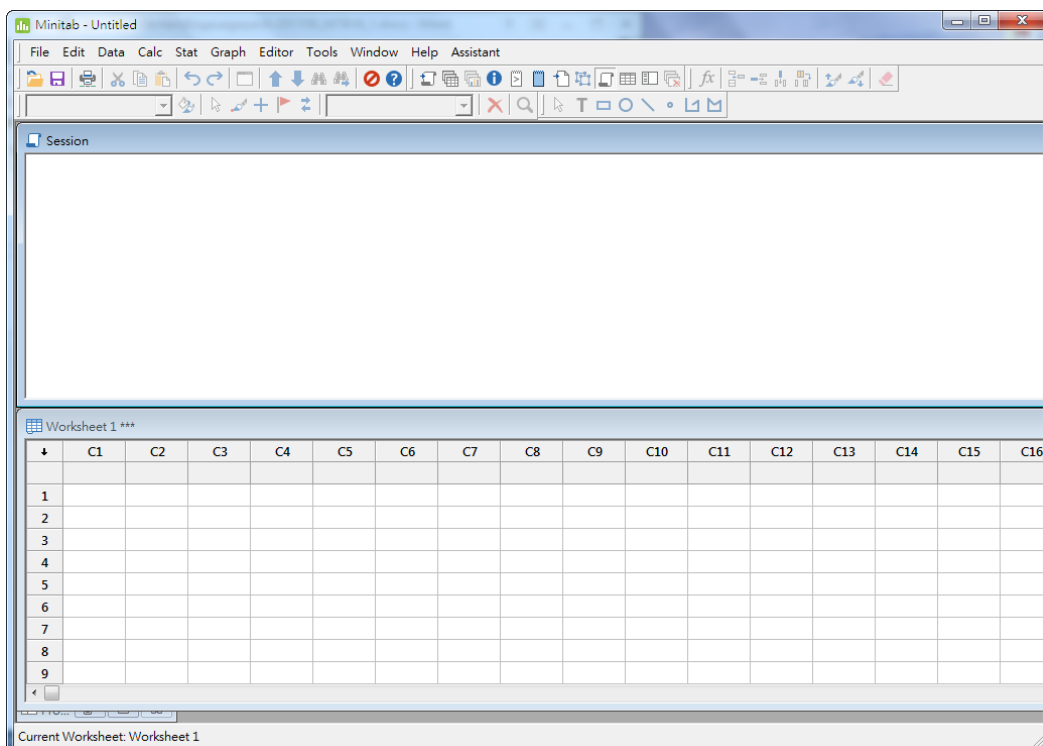 Minitab - Untitled
File Edit Data Calc Stat Graph Editor Tools Window Help Assistant
fx
T
Session
Worksheet 1 ***
C1 C2 C3 C4 C5 C6 C7 C8 C9 C10 C11 C12 C13 C14 C15 C16
1
2
3
4
5
6
7
8
9
Current Worksheet: Worksheet 1